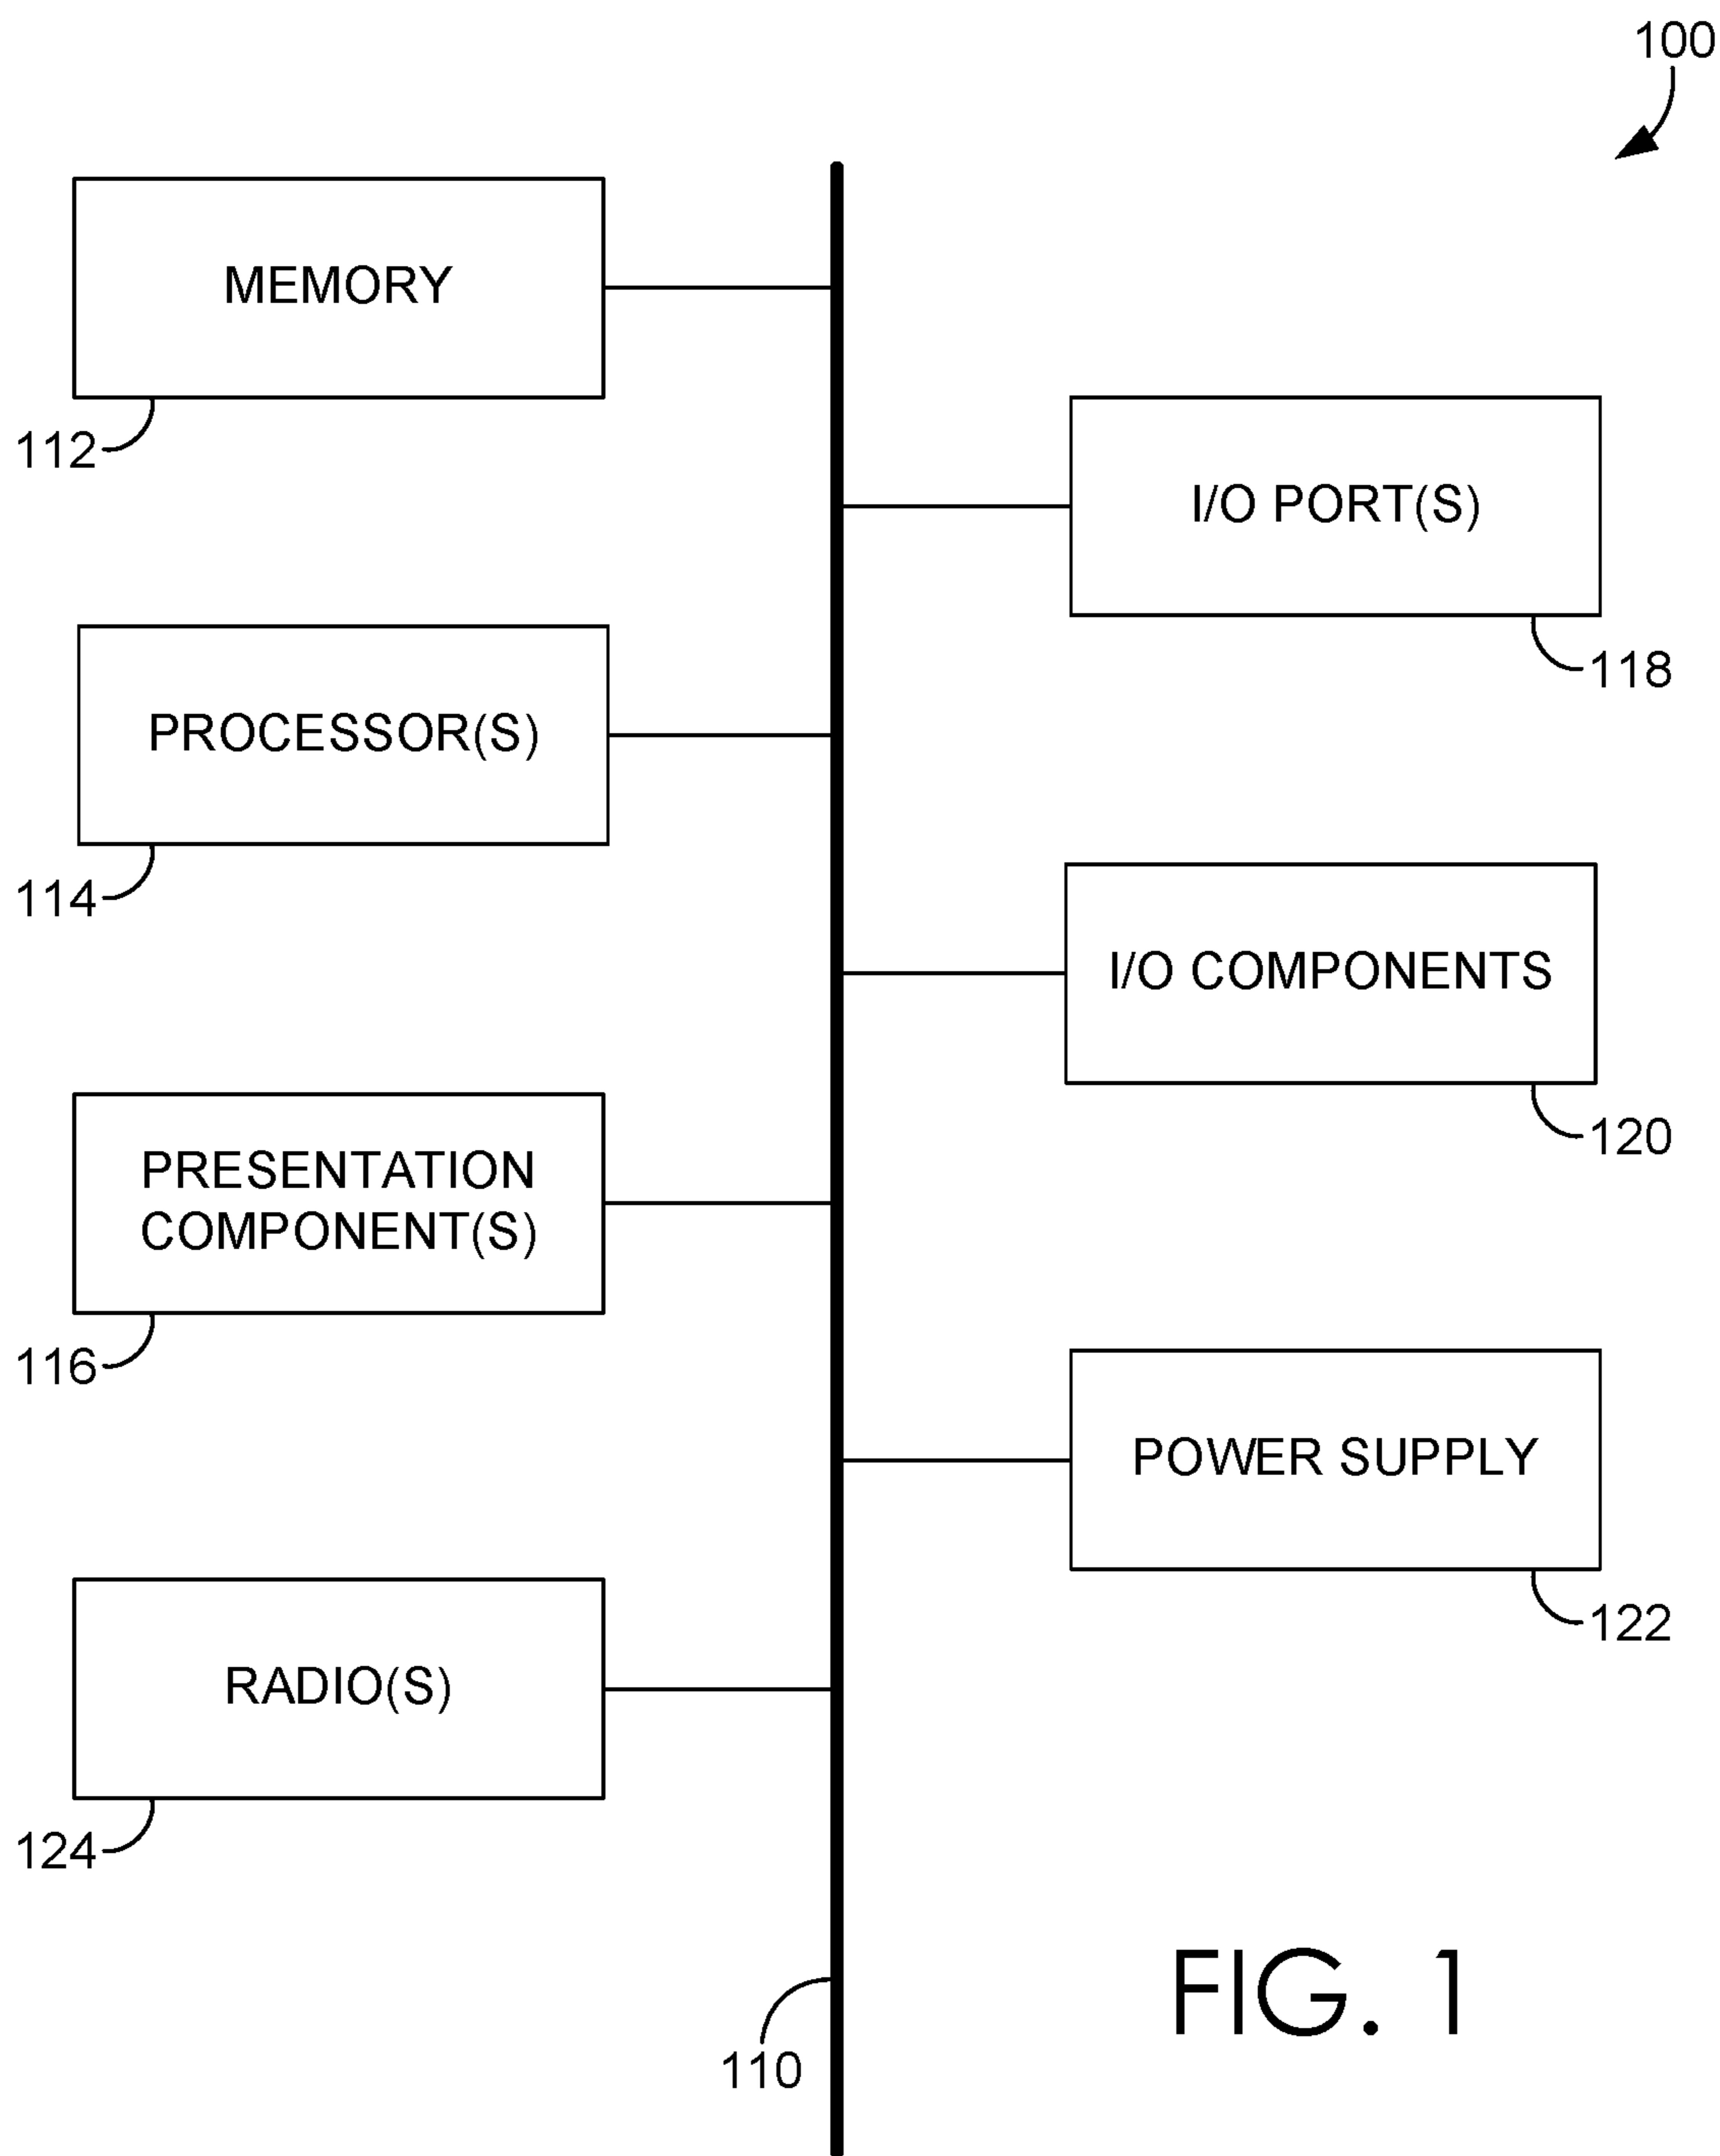 100
MEMORY
112
I/O PORT(S)
118
PROCESSOR(S)
114
I/O COMPONENTS
120
PRESENTATION
COMPONENT(S)
116
POWER SUPPLY
122
RADIO(S)
124
110
FIG. 1